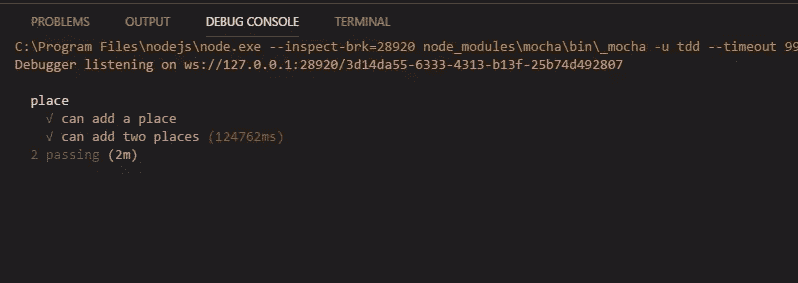 PROBLEMS OUTPUT DEBUG CONSOLE TERMINAL
C:\Program Files\nodejs\node.exe --inspect-brk=28920 node_modules\mocha\bin\_mocha -u tdd --timeout 99
Debugger listening on ws://127.0.0.1:28920/3d14da55-6333-4313-b13f-25b74d492807
place
√ can add a place
√ can add two places (124762ms)
2 passing (2m)